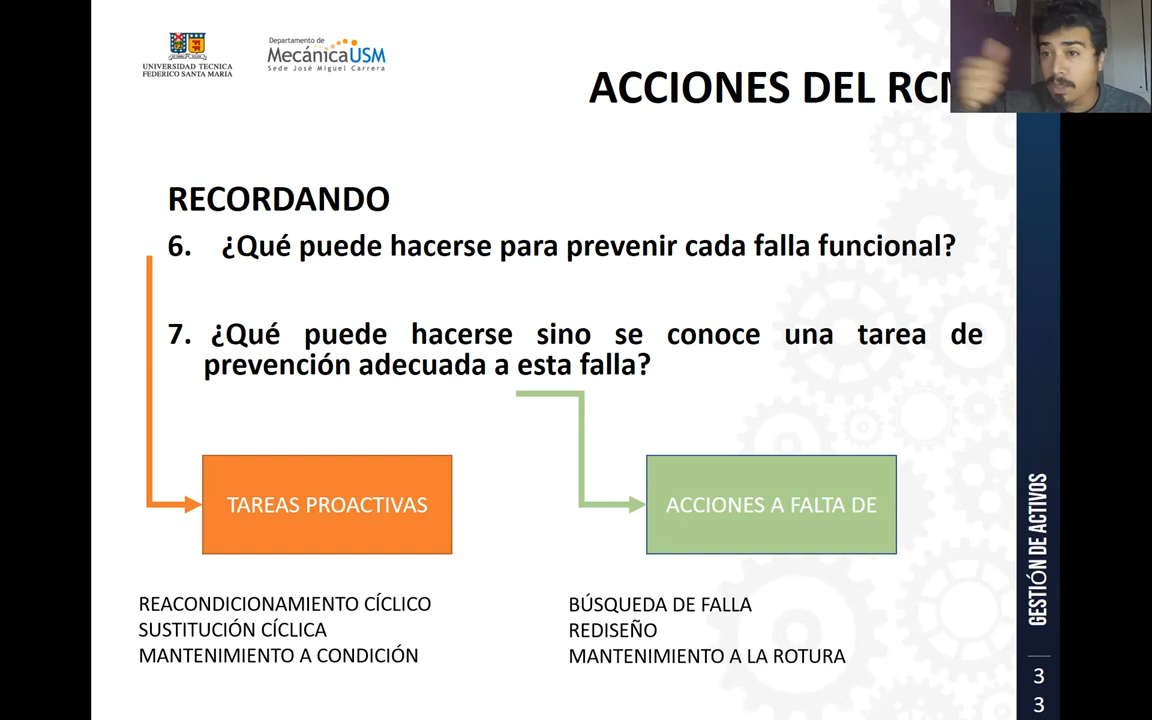 UNIVERSIDAD TECNICA
FEDERICO SANTA MARIA
Departamento de
MecánicaUSM
Sede José Miguel Carrera
ACCIONES DEL RCM
RECORDANDO
6. ¿Qué puede hacerse para prevenir cada falla funcional?
7. ¿Qué puede hacerse sino se conoce una tarea de
prevención adecuada a esta falla?
TAREAS PROACTIVAS
ACCIONES A FALTA DE
REACONDICIONAMIENTO CÍCLICO
SUSTITUCIÓN CÍCLICA
MANTENIMIENTO A CONDICIÓN
BÚSQUEDA DE FALLA
REDISEÑO
MANTENIMIENTO A LA ROTURA
GESTIÓN DE ACTIVOS
3
3